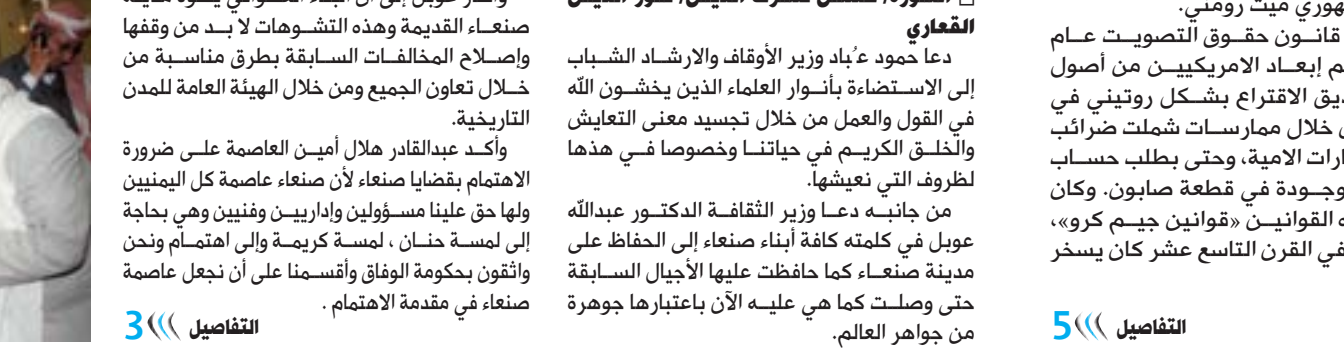 هوري ميت رومني.
قانون حقوق التصويت عام
م إبعاد الامريكيين من أصول
ديق الاقتراع بشكل روتيني في
خلال ممارسات شملت ضرائب
ارات الامية، وحتى بطلب حساب
وجودة في قطعة صابون. وكان
ه القوانين «قوانين جيم كرو»،
في القرن التاسع عشر كان يسخر
التفاصيل 5
القعاري
دعا حمود عُباد وزير الأوقاف والارشاد الشباب
إلى الاستضاءة بأنوار العلماء الذين يخشون الله
في القول والعمل من خلال تجسيد معنى التعايش
والخلق الكريم في حياتنا وخصوصا في هذها
لظروف التي نعيشها.
من جانبه دعا وزير الثقافة الدكتور عبدالله
عوبل في كلمته كافة أبناء صنعاء إلى الحفاظ على
مدينة صنعاء كما حافظت عليها الأجيال السابقة
حتى وصلت كما هي عليه الآن باعتبارها جوهرة
من جواهر العالم.
صنعاء القديمة وهذه التشوهات لا بد من وقفها
وإصلاح المخالفات السابقة بطرق مناسبة من
خلال تعاون الجميع ومن خلال الهيئة العامة للمدن
التاريخية.
وأكد عبدالقادر هلال أمين العاصمة على ضرورة
الاهتمام بقضايا صنعاء لأن صنعاء عاصمة كل اليمنيين
ولها حق علينا مسؤولين وإداريين وفنيين وهي بحاجة
إلى لمسة حنان ، لمسة كريمة وإلى اهتمام ونحن
واثقون بحكومة الوفاق وأقسمنا على أن نجعل عاصمة
صنعاء في مقدمة الاهتمام .
التفاصيل 3